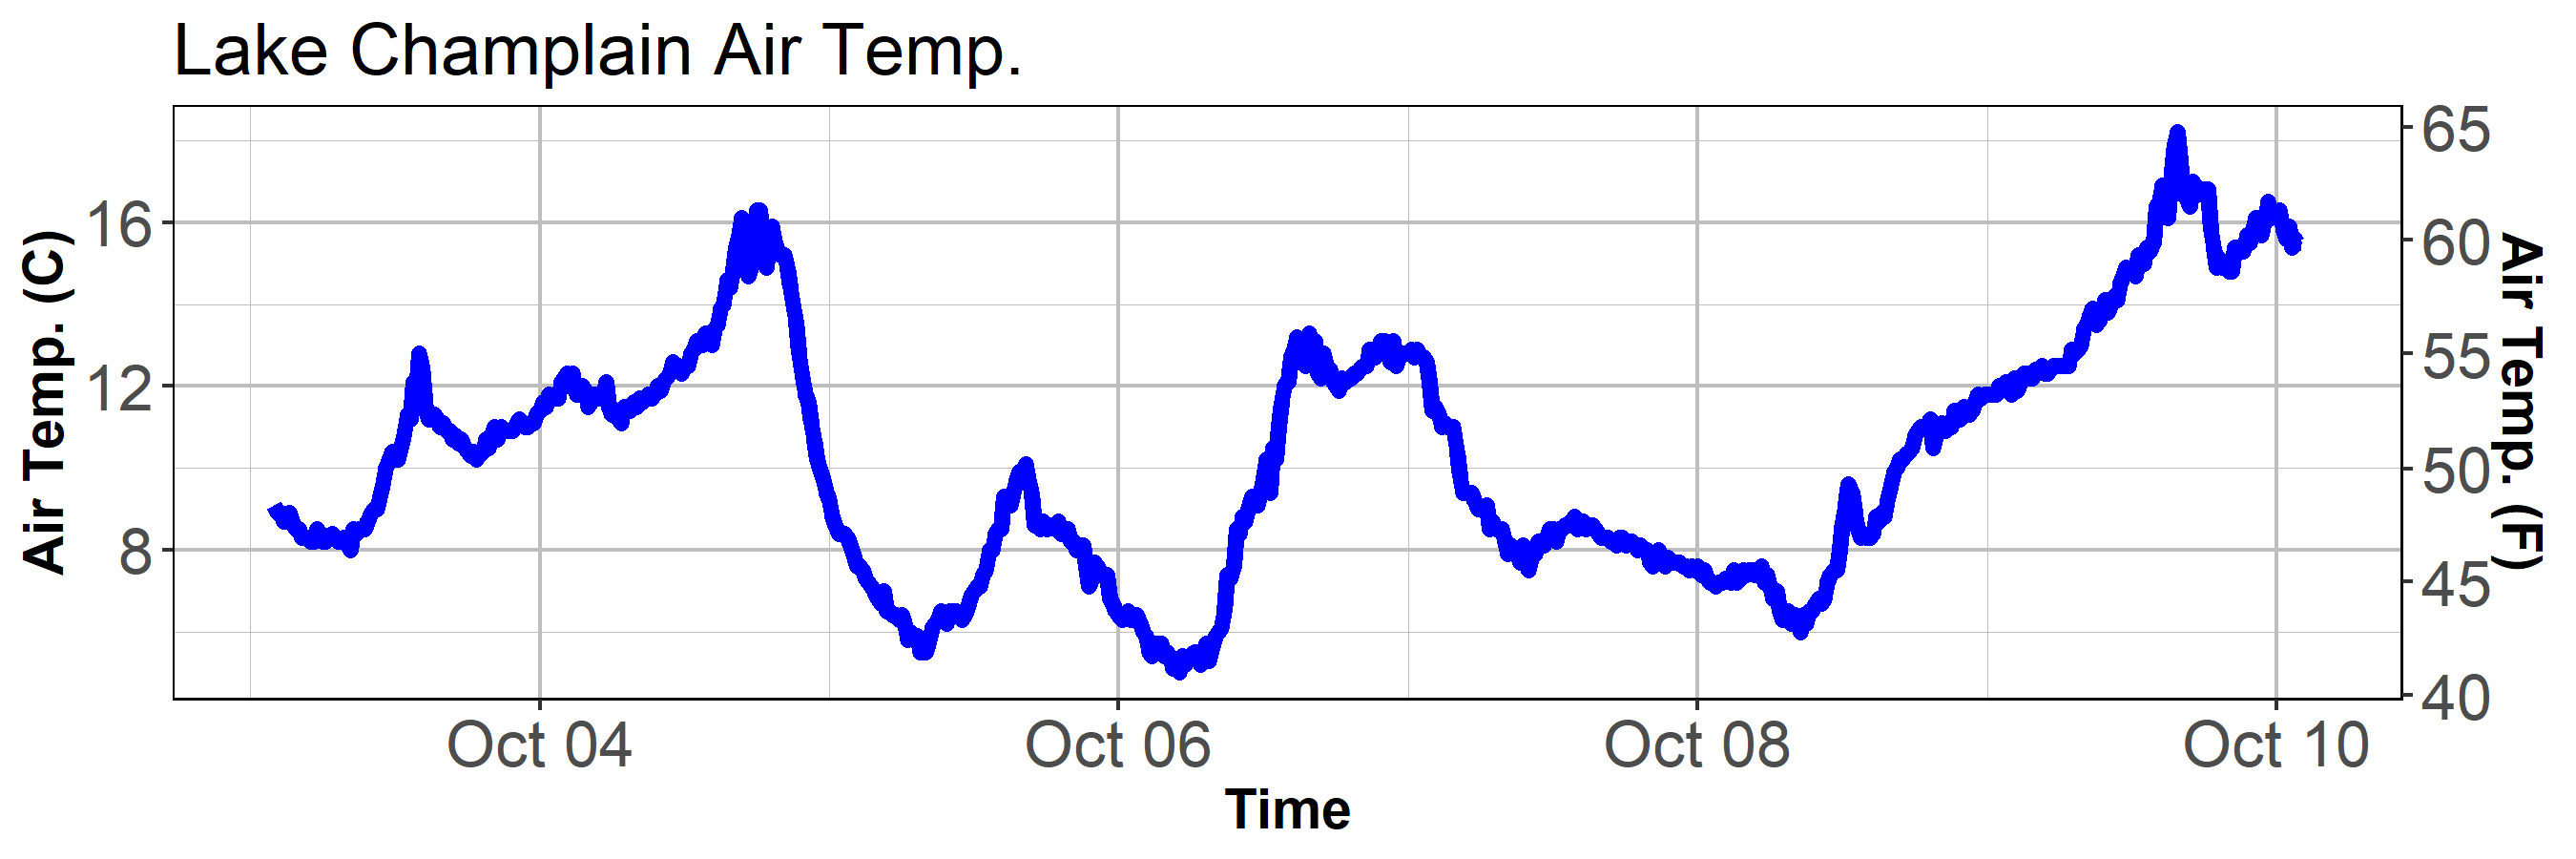 Lake Champlain Air Temp.
Air Temp. (C)
16
12
8
65
60
55
50
45
40
Air Temp. (F)
Oct 04
Oct 06
Oct 08
Oct 10
Time